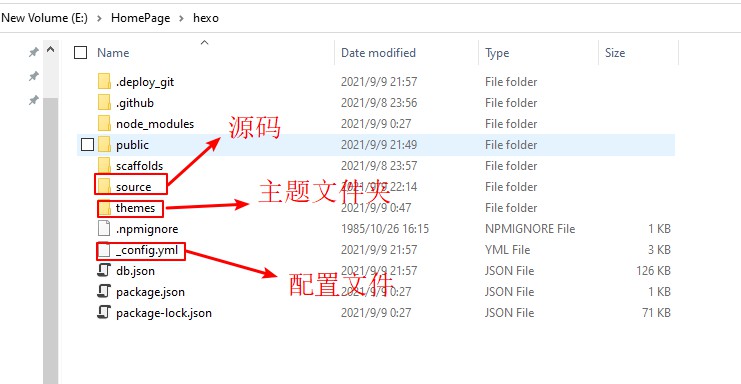 New Volume (E:) > HomePage > hexo
Name Date modified Type Size
.deploy_git 2021/9/9 21:57 File folder
.github 2021/9/8 23:56 File folder
node_modules 2021/9/9 0:27 File folder
源码
public 2021/9/9 21:49 File folder
scaffolds 2021/9/8 23:57 File folder
source 2021/9/9 22:14 File folder
主题文件夹
themes 2021/9/9 0:47 File folder
.npmignore 1985/10/26 16:15 NPMIGNORE File 1 KB
_config.yml 2021/9/9 21:57 YML File 3 KB
db.json 2021/9/9 21:57 JSON File 126 KB
配置文件
package.json 2021/9/9 0:27 JSON File 1 KB
package-lock.json 2021/9/9 0:27 JSON File 71 KB